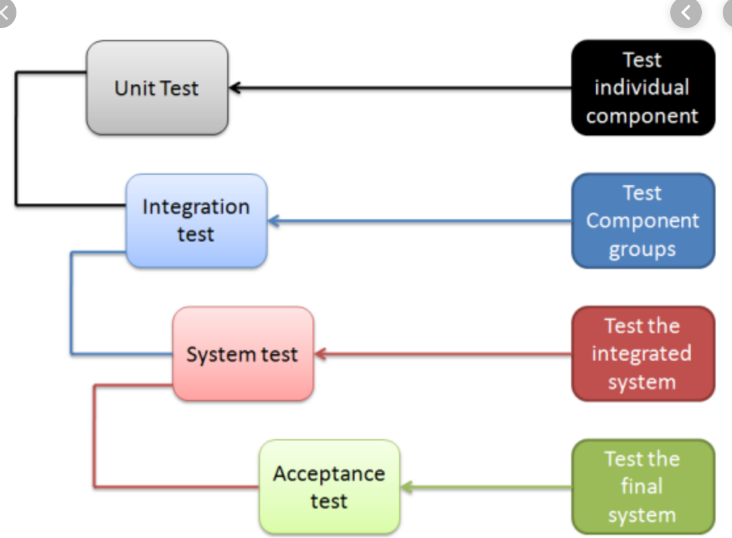 Unit Test
Test
individual
component
Integration
test
Test
Component
groups
System test
Test the
integrated
system
Acceptance
test
Test the
final
system